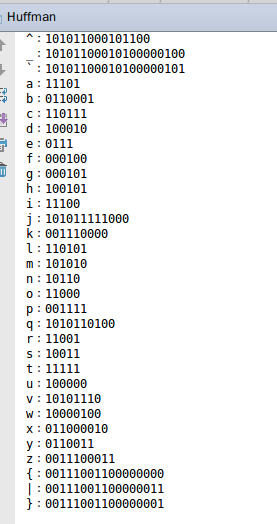 Huffman
^:101011000101100
_:10101100010100000100
`:10101100010100000101
a:11101
b:0110001
c:110111
d:100010
e:0111
f:000100
g:000101
h:100101
i:11100
j:101011111000
k:001110000
l:110101
m:101010
n:10110
o:11000
p:001111
q:1010110100
r:11001
s:10011
t:11111
u:100000
v:10101110
w:10000100
x:011000010
y:0110011
z:0011100011
{:00111001100000000
|:00111001100000011
}:00111001100000001